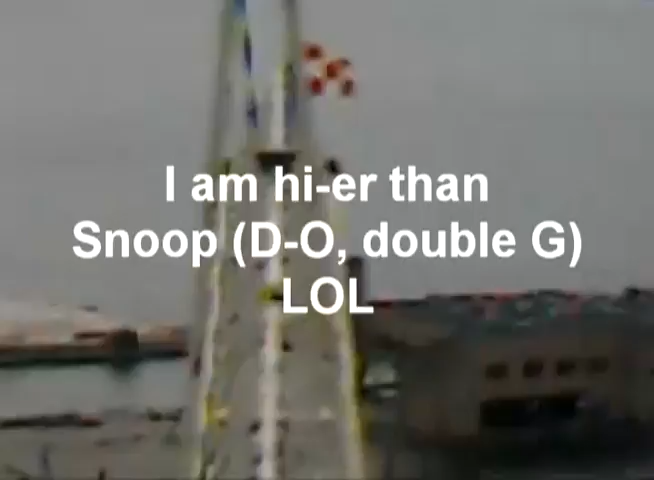 I am hi-er than
Snoop (D-O, double G)
LOL